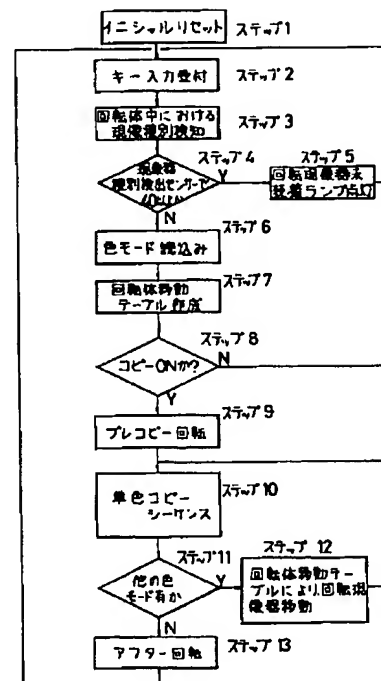 イニシャルリセット ステップ1
キー入力受付 ステップ2
回転体中における
現像種別検知
ステップ3
ステップ4
現像器
種別検出センサーで
Y
N
ステップ5
回転現像器未
装着ランプ点灯
ステップ6
色モード読込み
ステップ7
回転体移動
テーブル作成
ステップ8
コピーONか?
N
Y
ステップ9
プレコピー回転
単色コピー
シーケンス
ステップ10
ステップ11
他の色
モード有か
Y
N
ステップ 12
回転体移動テー
ブルにより回転現
像器移動
アフター回転
ステップ13